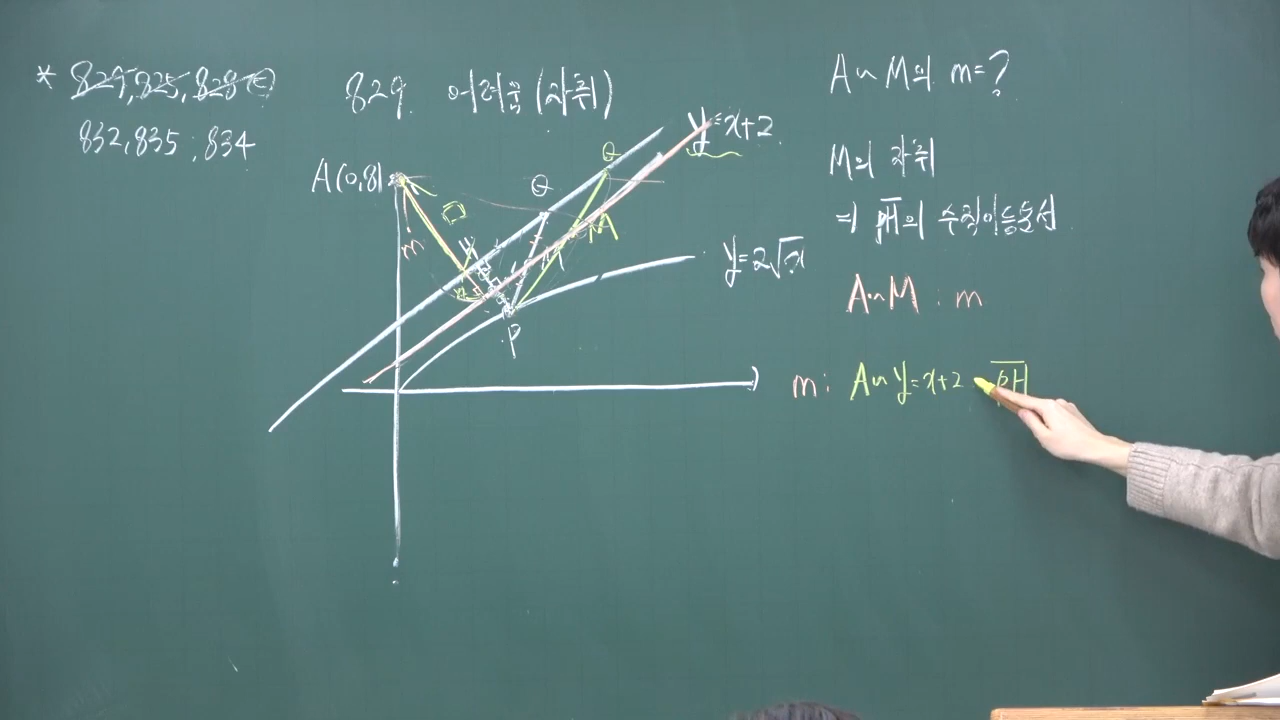 * 829, 825, 828
832, 835, 834
829. 어려움 (자취)
A(0,8)
m
Q
Q
M
M
P
y=x+2
y=2√x
A~M의 m=?
M의 자취
⇒ PH의 수직이등분선
A~M : m
m : A~y=x+2 PH